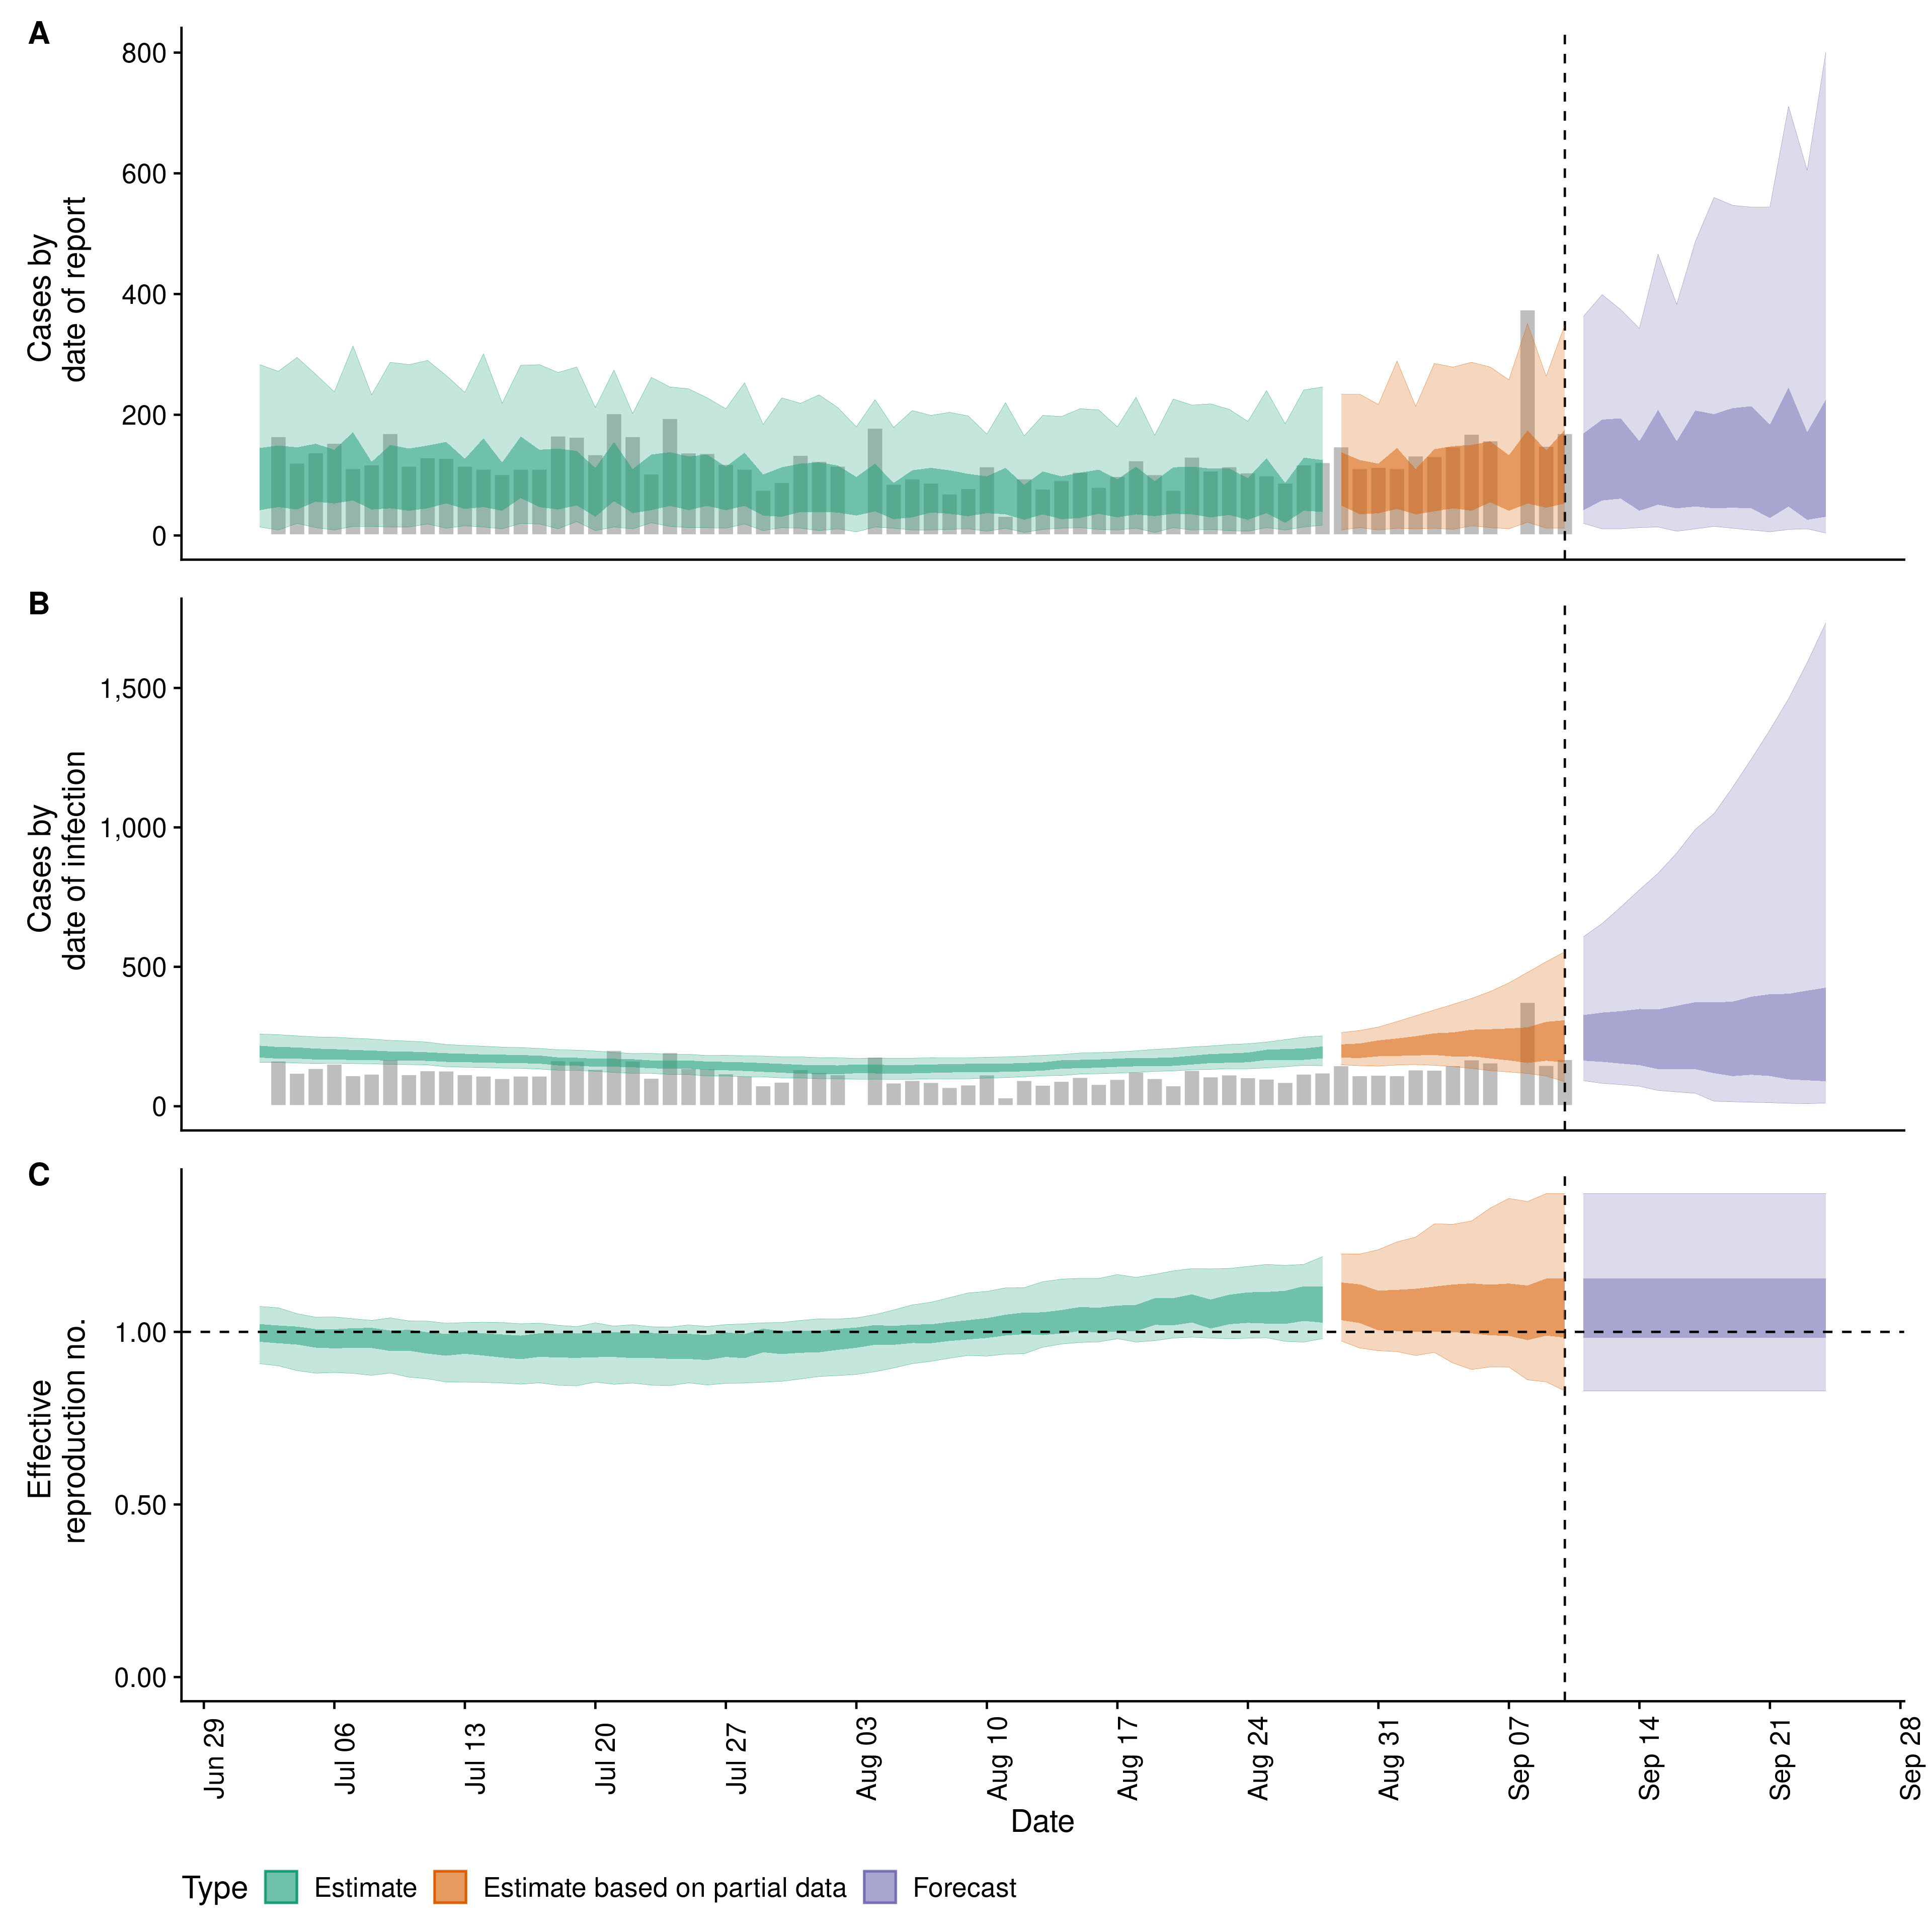 A
Cases by
date of report
800
600
400
200
0
B
Cases by
date of infection
1,500
1,000
500
0
C
Effective
reproduction no.
1.00
0.50
0.00
Jun 29
Jul 06
Jul 13
Jul 20
Jul 27
Aug 03
Aug 10
Aug 17
Aug 24
Aug 31
Sep 07
Sep 14
Sep 21
Sep 28
Date
Type Estimate Estimate based on partial data Forecast